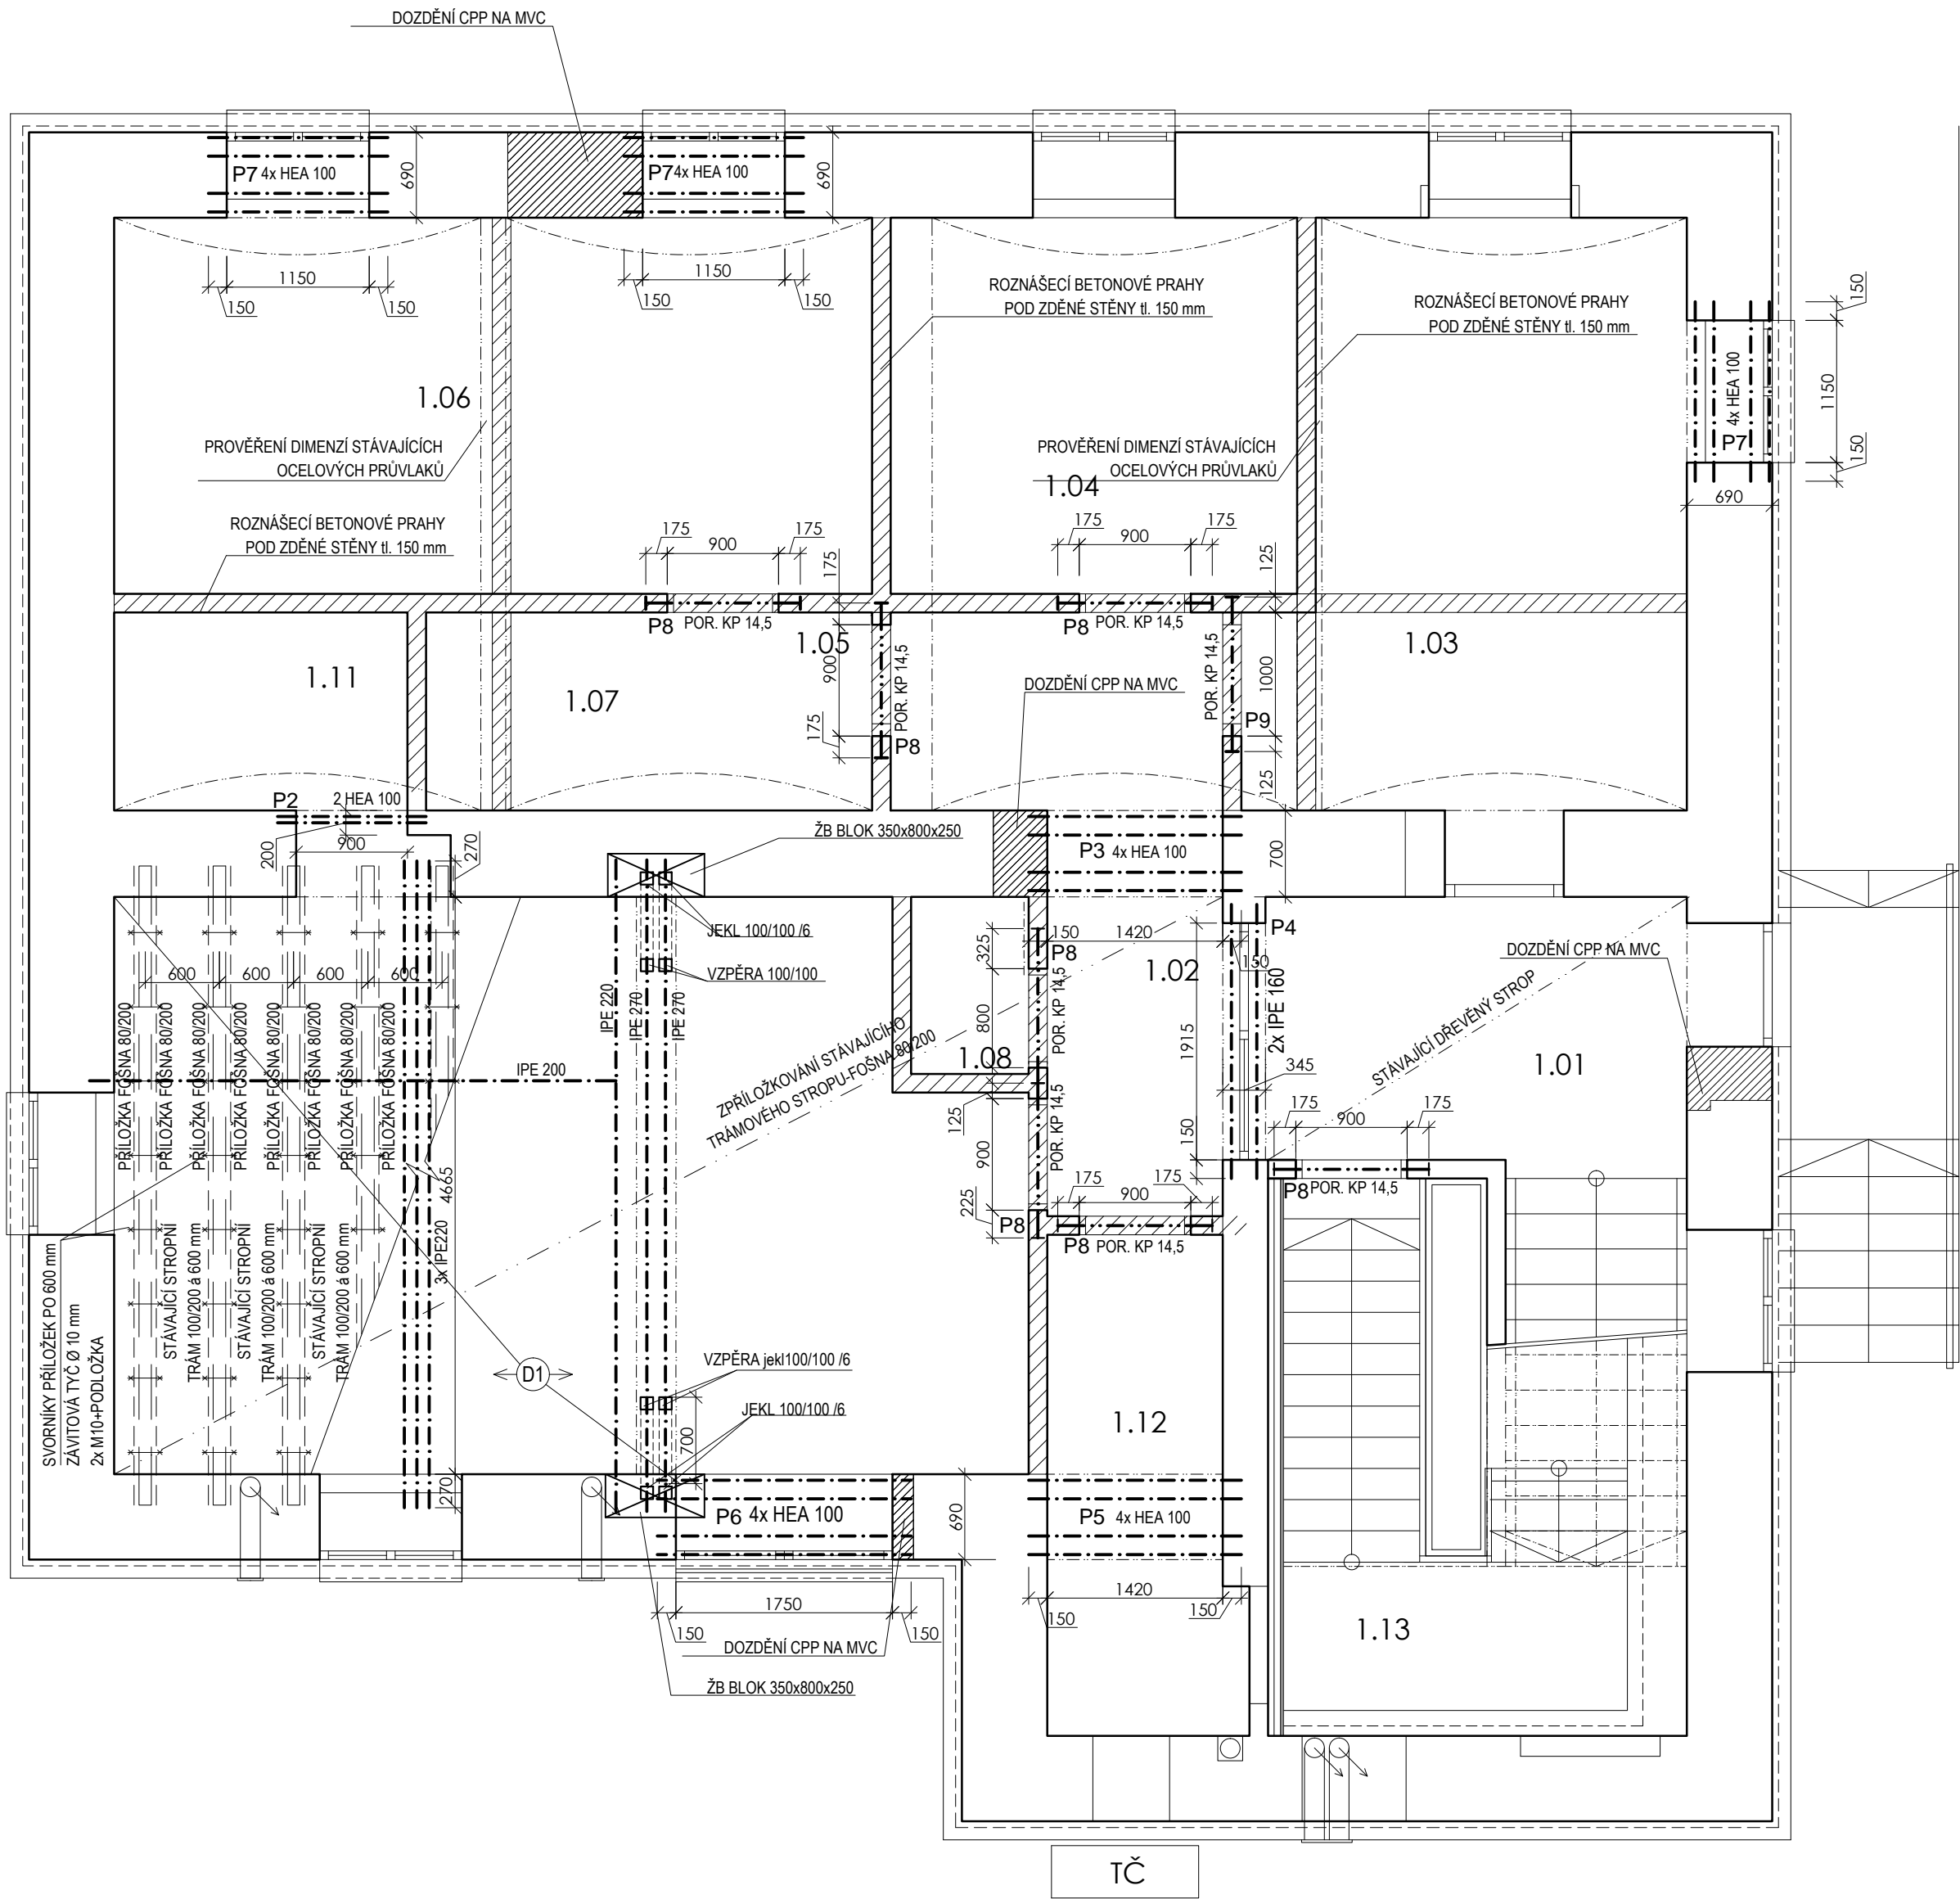 DOZDĚNÍ CPP NA MVC
P7 4x HEA 100
690
P7 4x HEA 100
690
1150
150
150
1150
150
150
ROZNÁŠECÍ BETONOVÉ PRAHY
POD ZDĚNÉ STĚNY tl. 150 mm
ROZNÁŠECÍ BETONOVÉ PRAHY
POD ZDĚNÉ STĚNY tl. 150 mm
150
1150
150
4x HEA 100
P7
690
1.06
PROVĚŘENÍ DIMENZÍ STÁVAJÍCÍCH
OCELOVÝCH PRŮVLAKŮ
PROVĚŘENÍ DIMENZÍ STÁVAJÍCÍCH
OCELOVÝCH PRŮVLAKŮ
1.04
ROZNÁŠECÍ BETONOVÉ PRAHY
POD ZDĚNÉ STĚNY tl. 150 mm
175
900
175
175
175
900
175
125
P8 POR. KP 14,5
1.05
P8 POR. KP 14,5
1.03
1.11
1.07
900
POR. KP 14,5
175
P8
DOZDĚNÍ CPP NA MVC
POR. KP 14,5
1000
P9
125
P2
2 HEA 100
200
900
270
ŽB BLOK 350x800x250
P3 4x HEA 100
700
JEKL 100/100 /6
VZPĚRA 100/100
325
150
1420
P8
P4
150
DOZDĚNÍ CPP NA MVC
1.02
600
600
600
600
PŘÍLOŽKA FOŠNA 80/200
PŘÍLOŽKA FOŠNA 80/200
PŘÍLOŽKA FOŠNA 80/200
PŘÍLOŽKA FOŠNA 80/200
PŘÍLOŽKA FOŠNA 80/200
PŘÍLOŽKA FOŠNA 80/200
PŘÍLOŽKA FOŠNA 80/200
IPE 220
IPE 270
IPE 270
IPE 200
ZPŘÍLOŽKOVÁNÍ STÁVAJÍCÍHO
TRÁMOVÉHO STROPU-FOŠNA 80/200
800
POR. KP 14,5
1.08
1915
2x IPE 160
STÁVAJÍCÍ DŘEVĚNÝ STROP
1.01
345
125
900
POR. KP 14,5
225
150
175
900
175
P8 POR. KP 14,5
175
900
175
P8
P8 POR. KP 14,5
4665
3x IPE220
STÁVAJÍCÍ STROPNÍ
TRÁM 100/200 á 600 mm
STÁVAJÍCÍ STROPNÍ
TRÁM 100/200 á 600 mm
STÁVAJÍCÍ STROPNÍ
TRÁM 100/200 á 600 mm
SVORNÍKY PŘÍLOŽEK PO 600 mm
ZÁVITOVÁ TYČ Ø 10 mm
2x M10+PODLOŽKA
D1
VZPĚRA jekl100/100 /6
JEKL 100/100 /6
700
1.12
270
P6 4x HEA 100
690
P5 4x HEA 100
1750
150
150
1420
150
150
DOZDĚNÍ CPP NA MVC
ŽB BLOK 350x800x250
1.13
TČ